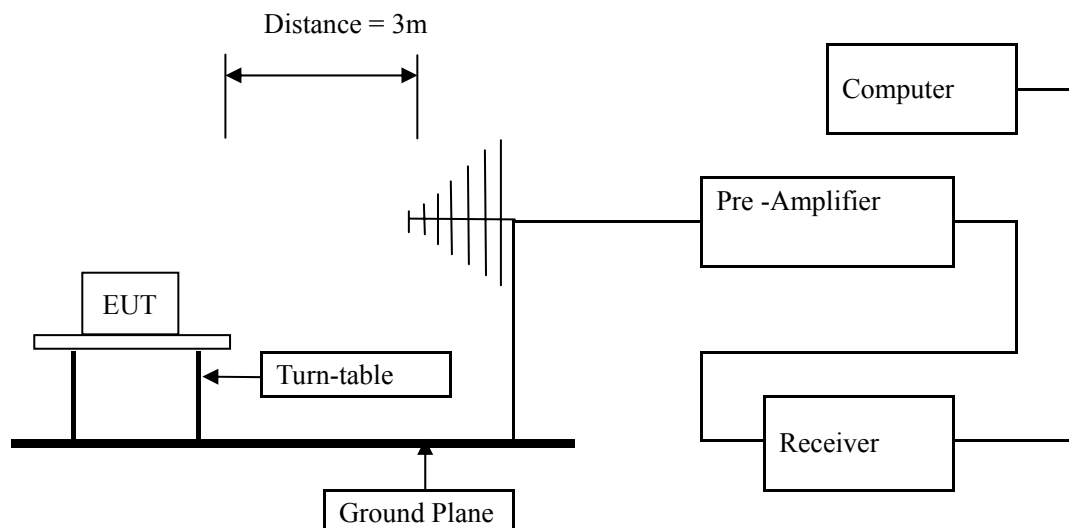 Distance = 3m
Computer
Pre -Amplifier
EUT
Turn-table
Receiver
Ground Plane